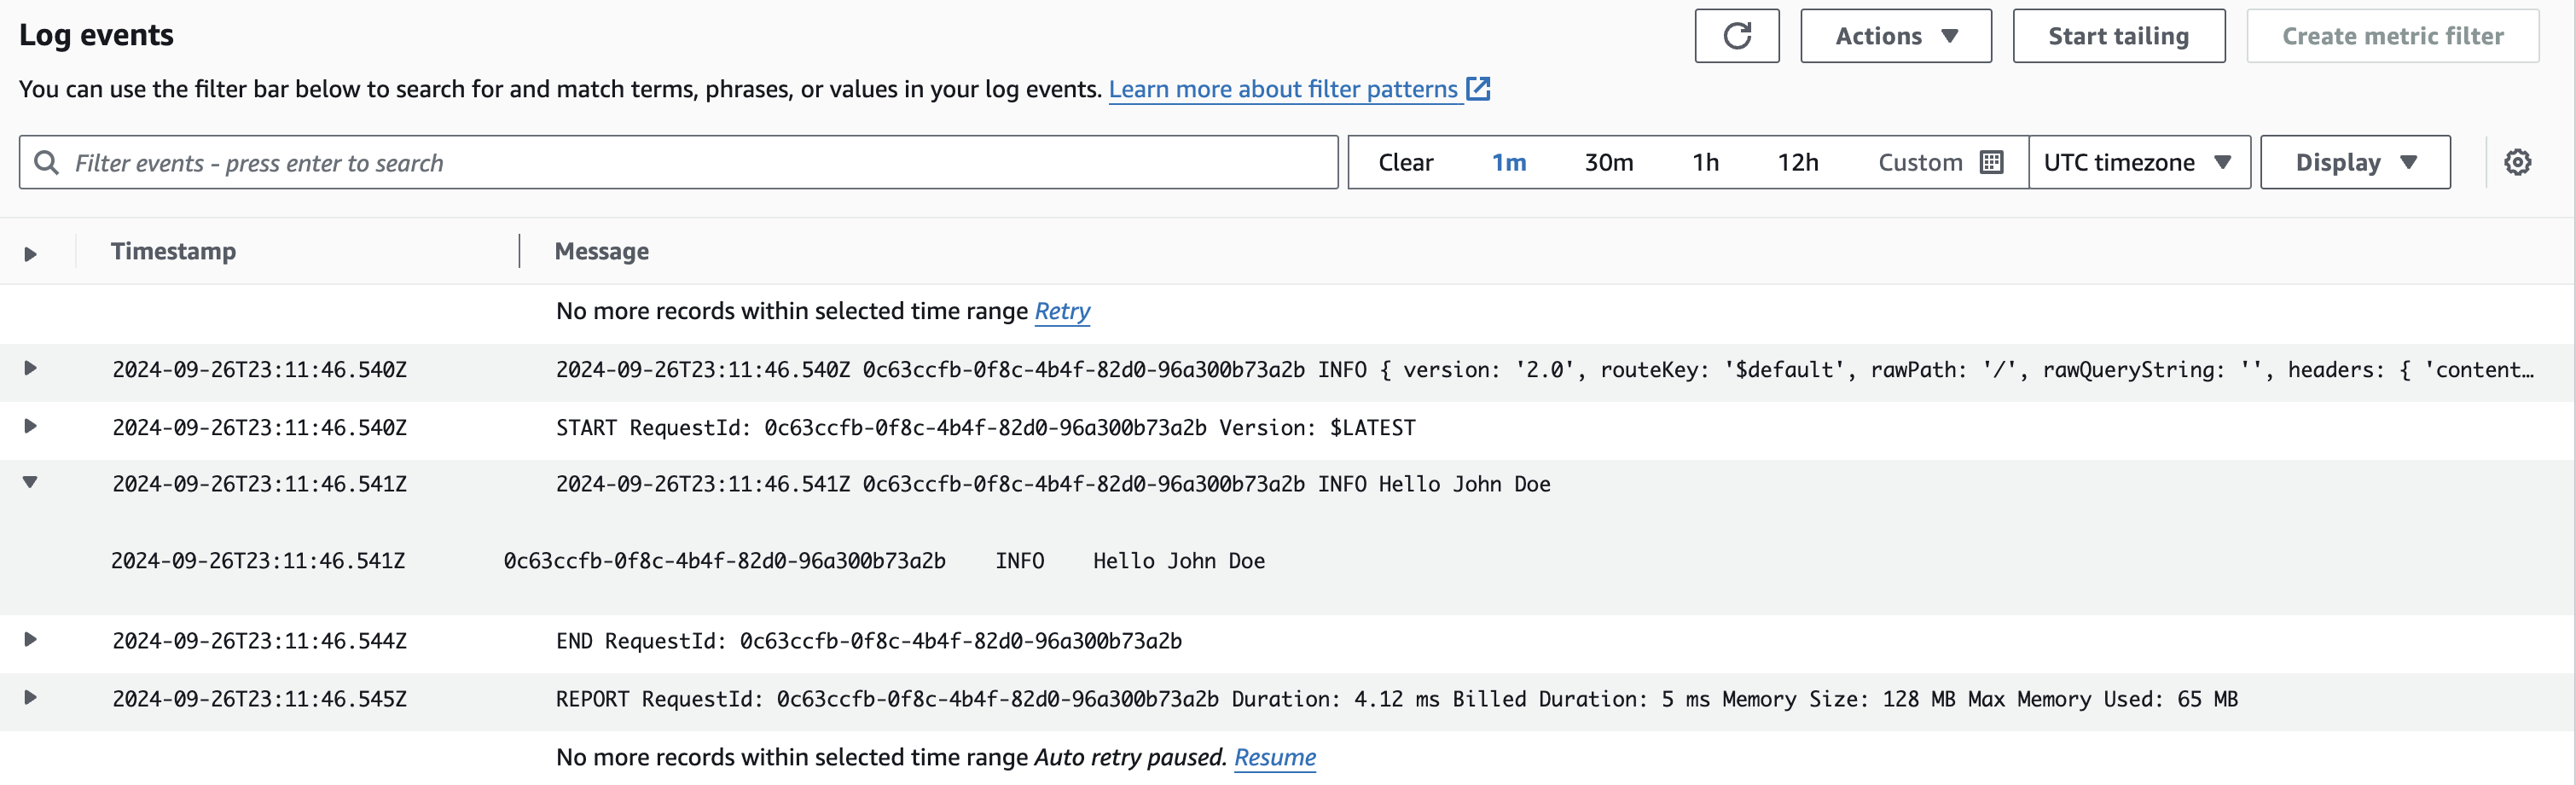 Log events
Actions
Start tailing
Create metric filter
You can use the filter bar below to search for and match terms, phrases, or values in your log events. Learn more about filter patterns
Filter events - press enter to search
Clear 1m 30m 1h 12h Custom UTC timezone Display
Timestamp Message
No more records within selected time range Retry
2024-09-26T23:11:46.540Z 2024-09-26T23:11:46.540Z 0c63ccfb-0f8c-4b4f-82d0-96a300b73a2b INFO { version: '2.0', routeKey: '$default', rawPath: '/', rawQueryString: '', headers: { 'content…
2024-09-26T23:11:46.540Z START RequestId: 0c63ccfb-0f8c-4b4f-82d0-96a300b73a2b Version: $LATEST
2024-09-26T23:11:46.541Z 2024-09-26T23:11:46.541Z 0c63ccfb-0f8c-4b4f-82d0-96a300b73a2b INFO Hello John Doe
2024-09-26T23:11:46.541Z 0c63ccfb-0f8c-4b4f-82d0-96a300b73a2b INFO Hello John Doe
2024-09-26T23:11:46.544Z END RequestId: 0c63ccfb-0f8c-4b4f-82d0-96a300b73a2b
2024-09-26T23:11:46.545Z REPORT RequestId: 0c63ccfb-0f8c-4b4f-82d0-96a300b73a2b Duration: 4.12 ms Billed Duration: 5 ms Memory Size: 128 MB Max Memory Used: 65 MB
No more records within selected time range Auto retry paused. Resume